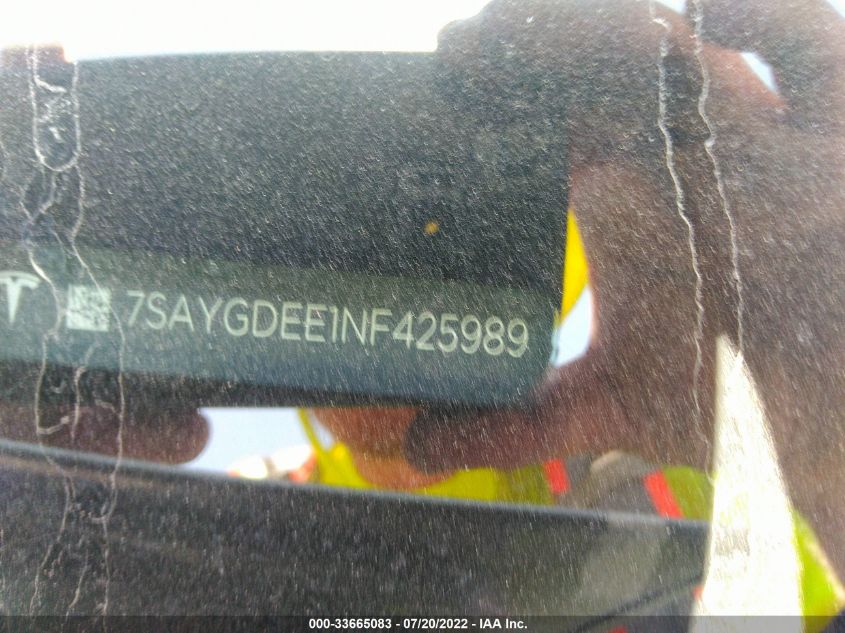 7SAYGDEE1NF425989
000-33665083 - 07/20/2022 - IAA Inc.